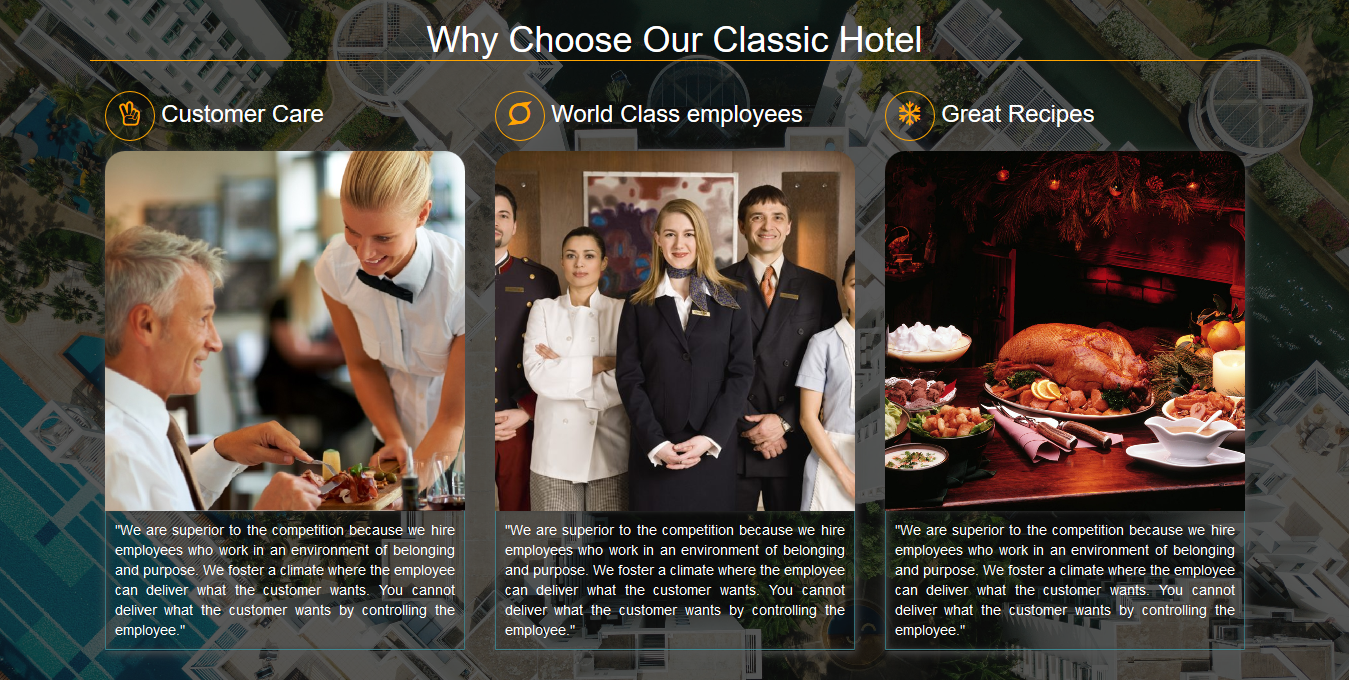 Why Choose Our Classic Hotel
Customer Care
World Class employees
Great Recipes
"We are superior to the competition because we hire
employees who work in an environment of belonging
and purpose. We foster a climate where the employee
can deliver what the customer wants. You cannot
deliver what the customer wants by controlling the
employee."
"We are superior to the competition because we hire
employees who work in an environment of belonging
and purpose. We foster a climate where the employee
can deliver what the customer wants. You cannot
deliver what the customer wants by controlling the
employee."
"We are superior to the competition because we hire
employees who work in an environment of belonging
and purpose. We foster a climate where the employee
can deliver what the customer wants. You cannot
deliver what the customer wants by controlling the
employee."